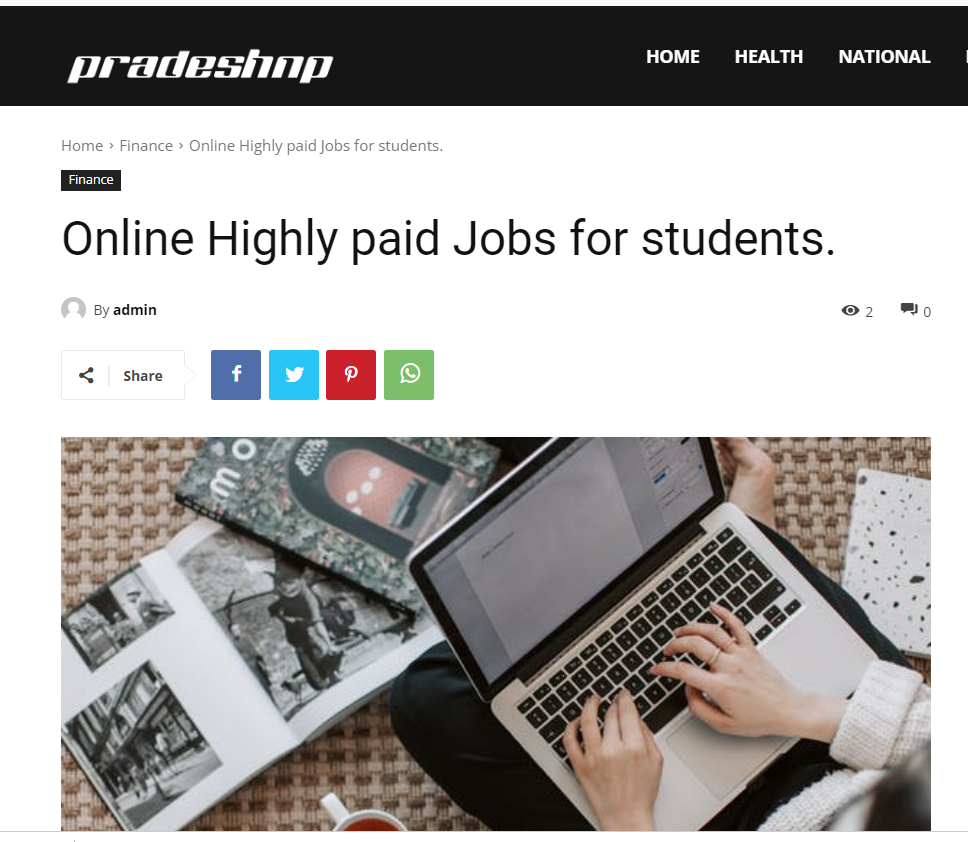 pradeshnp
HOME HEALTH NATIONAL
Home › Finance › Online Highly paid Jobs for students.
Finance
Online Highly paid Jobs for students.
By admin
2 0
Share
mo